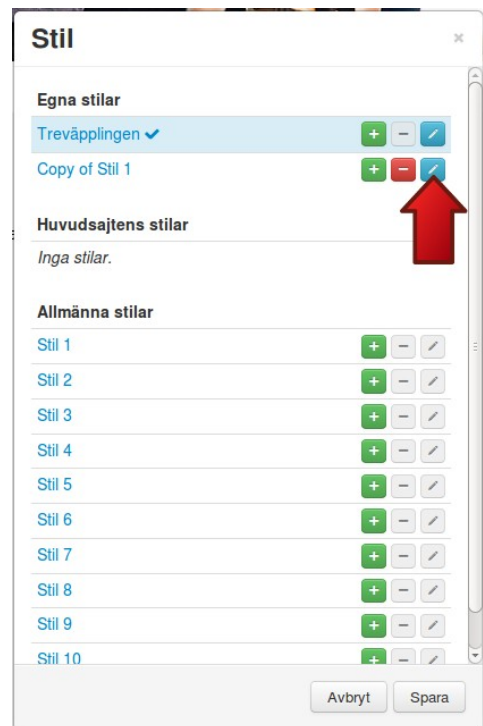 Stil
Egna stilar
Treväpplingen
Copy of Stil 1
Huvudsajtens stilar
Inga stilar.
Allmänna stilar
Stil 1
Stil 2
Stil 3
Stil 4
Stil 5
Stil 6
Stil 7
Stil 8
Stil 9
Stil 10
Avbryt Spara